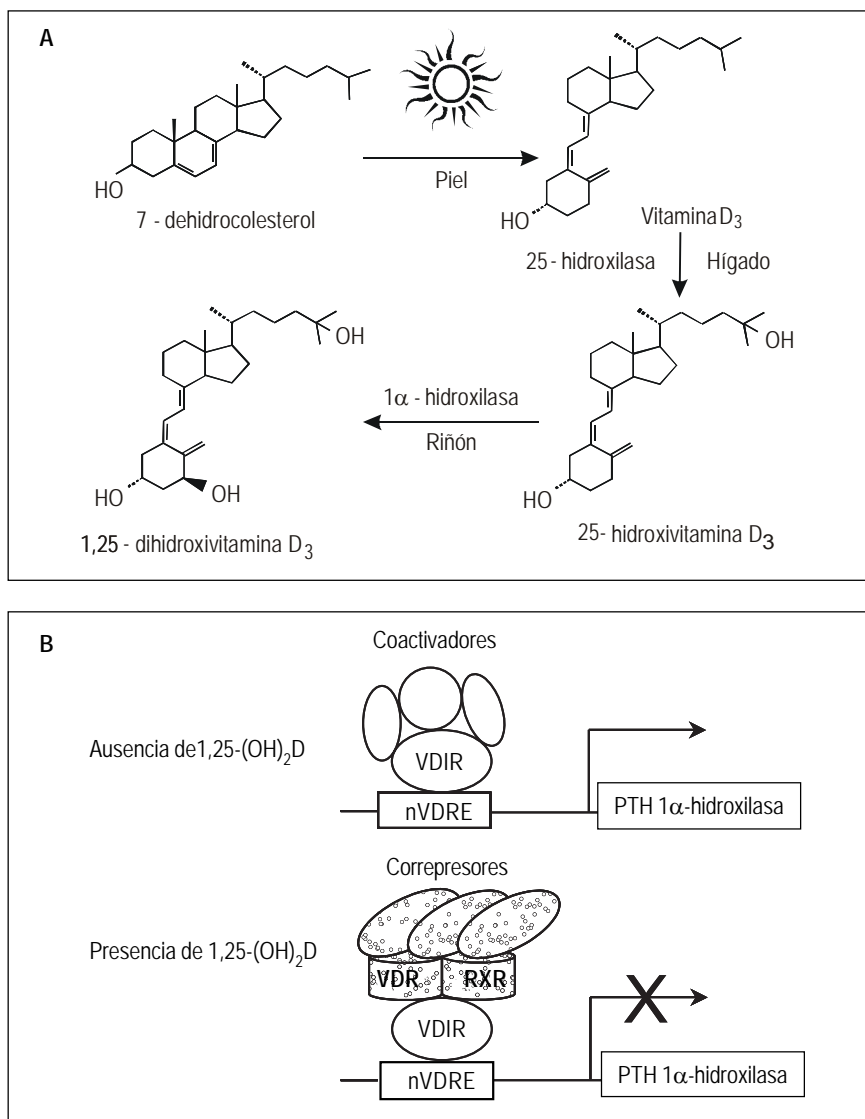 A
HO
7 - dehidrocolesterol
Piel
HO
Vitamina D3
25 - hidroxilasa
Hígado
OH
HO
OH
1,25 - dihidroxivitamina D3
1α - hidroxilasa
Riñón
OH
HO
25- hidroxivitamina D3
B
Coactivadores
Ausencia de1,25-(OH)2D
VDIR
nVDRE
PTH 1α-hidroxilasa
Correpresores
Presencia de 1,25-(OH)2D
VDR
RXR
VDIR
nVDRE
X
PTH 1α-hidroxilasa